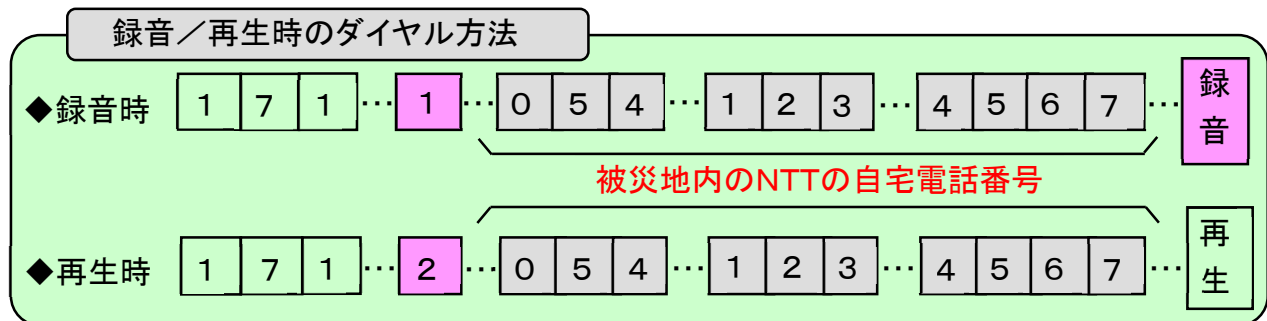 録音／再生時のダイヤル方法
◆録音時 1 7 1 … 1 … 0 5 4 … 1 2 3 … 4 5 6 7 … 録音
被災地内のNTTの自宅電話番号
◆再生時 1 7 1 … 2 … 0 5 4 … 1 2 3 … 4 5 6 7 … 再生